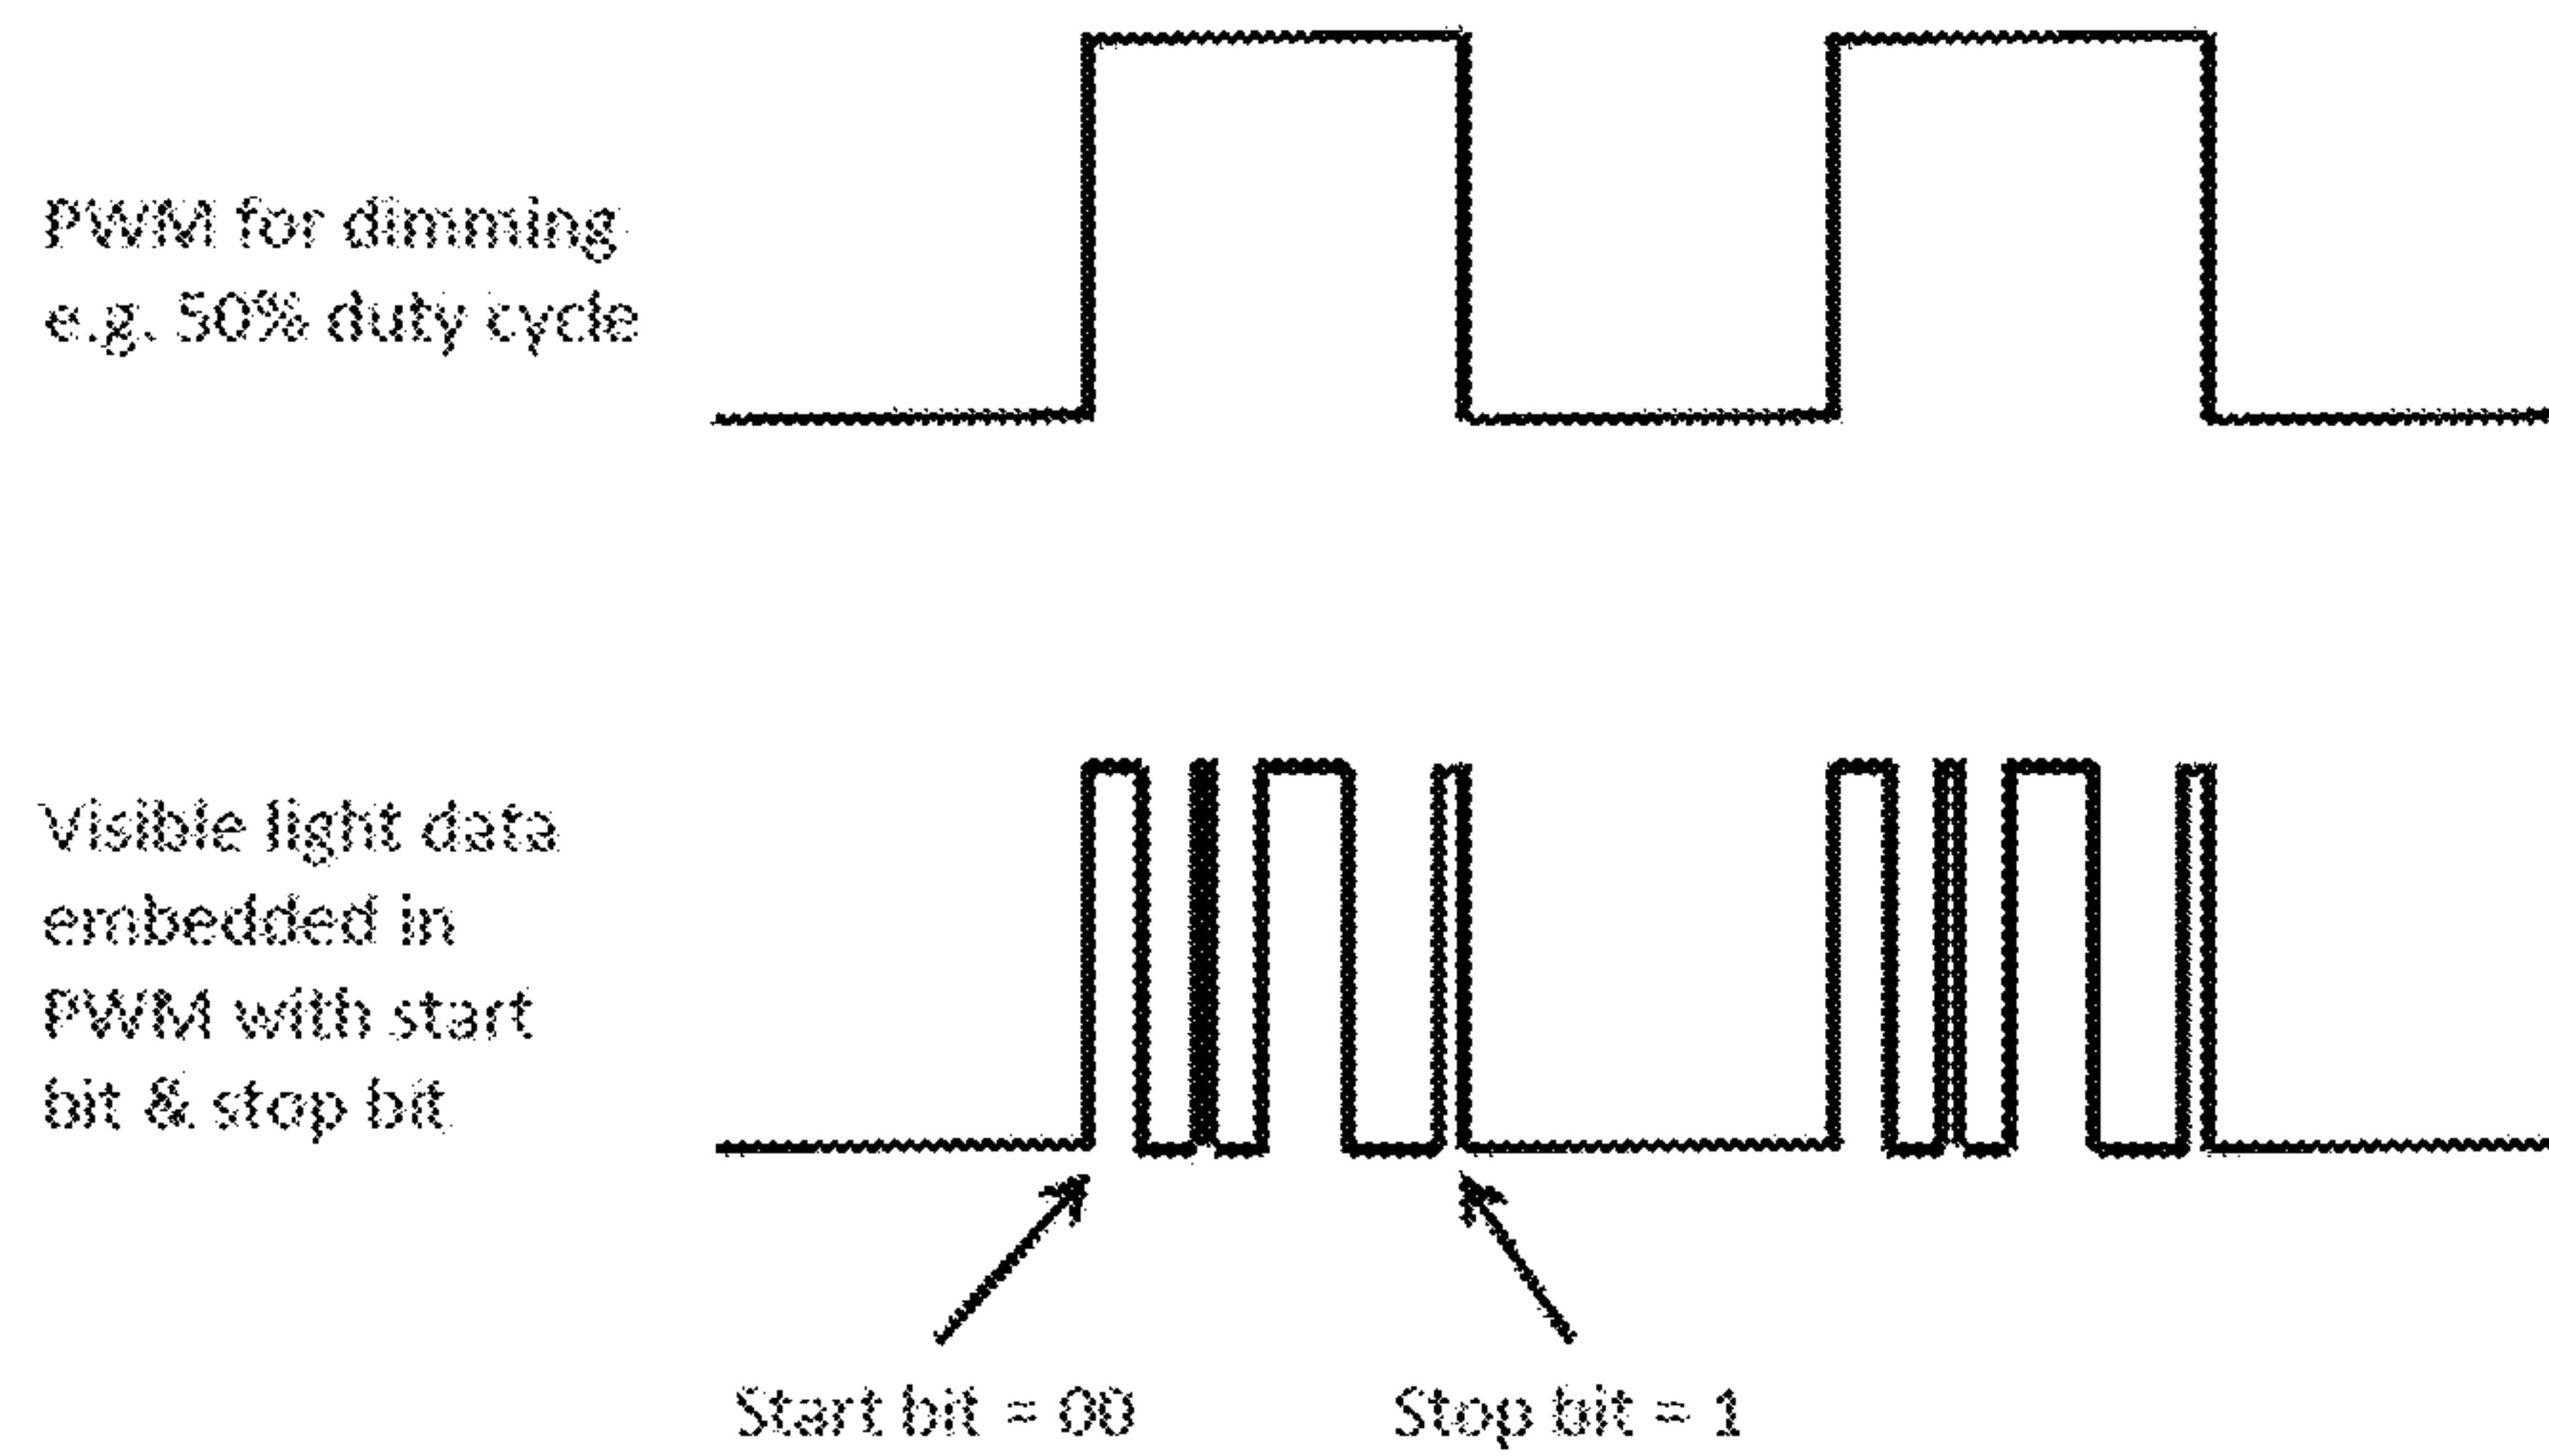 PWM for dimming
e.g. 50% duty cycle
Visible light data
embedded in
PWM with start
bit & stop bit
Start bit = 00
Stop bit = 1